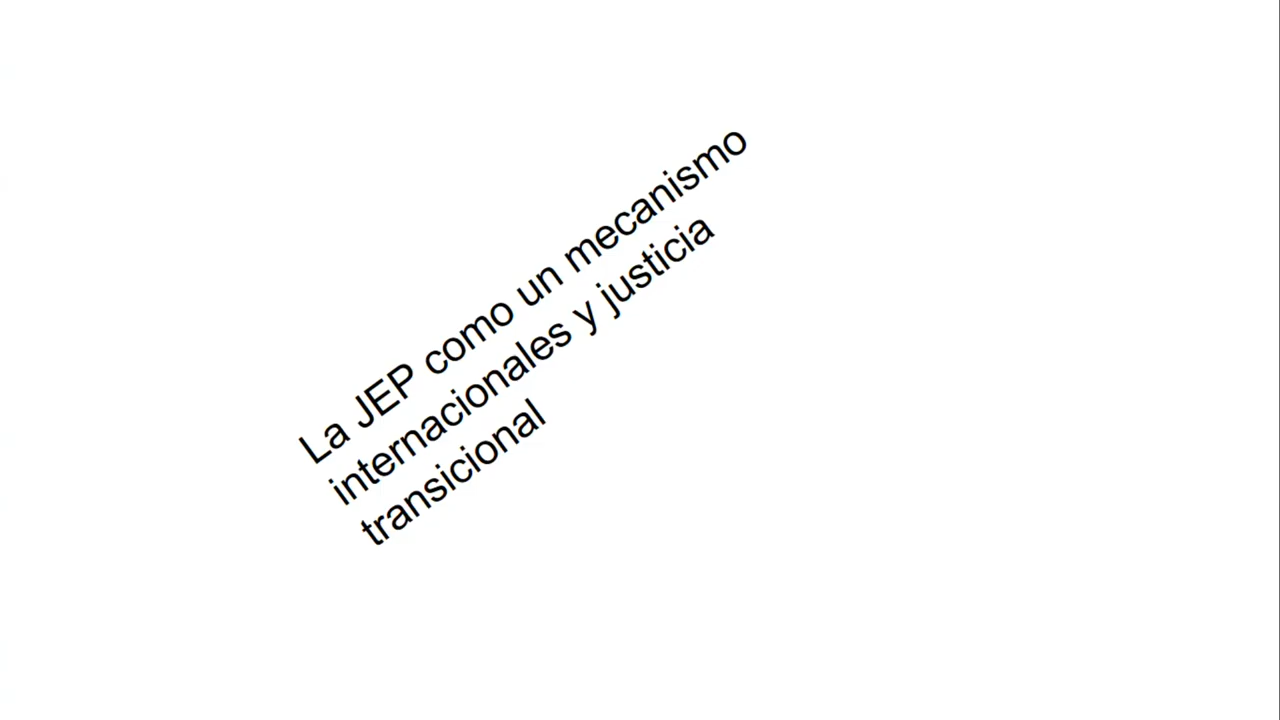 La JEP como un mecanismo
internacionales y justicia
transicional